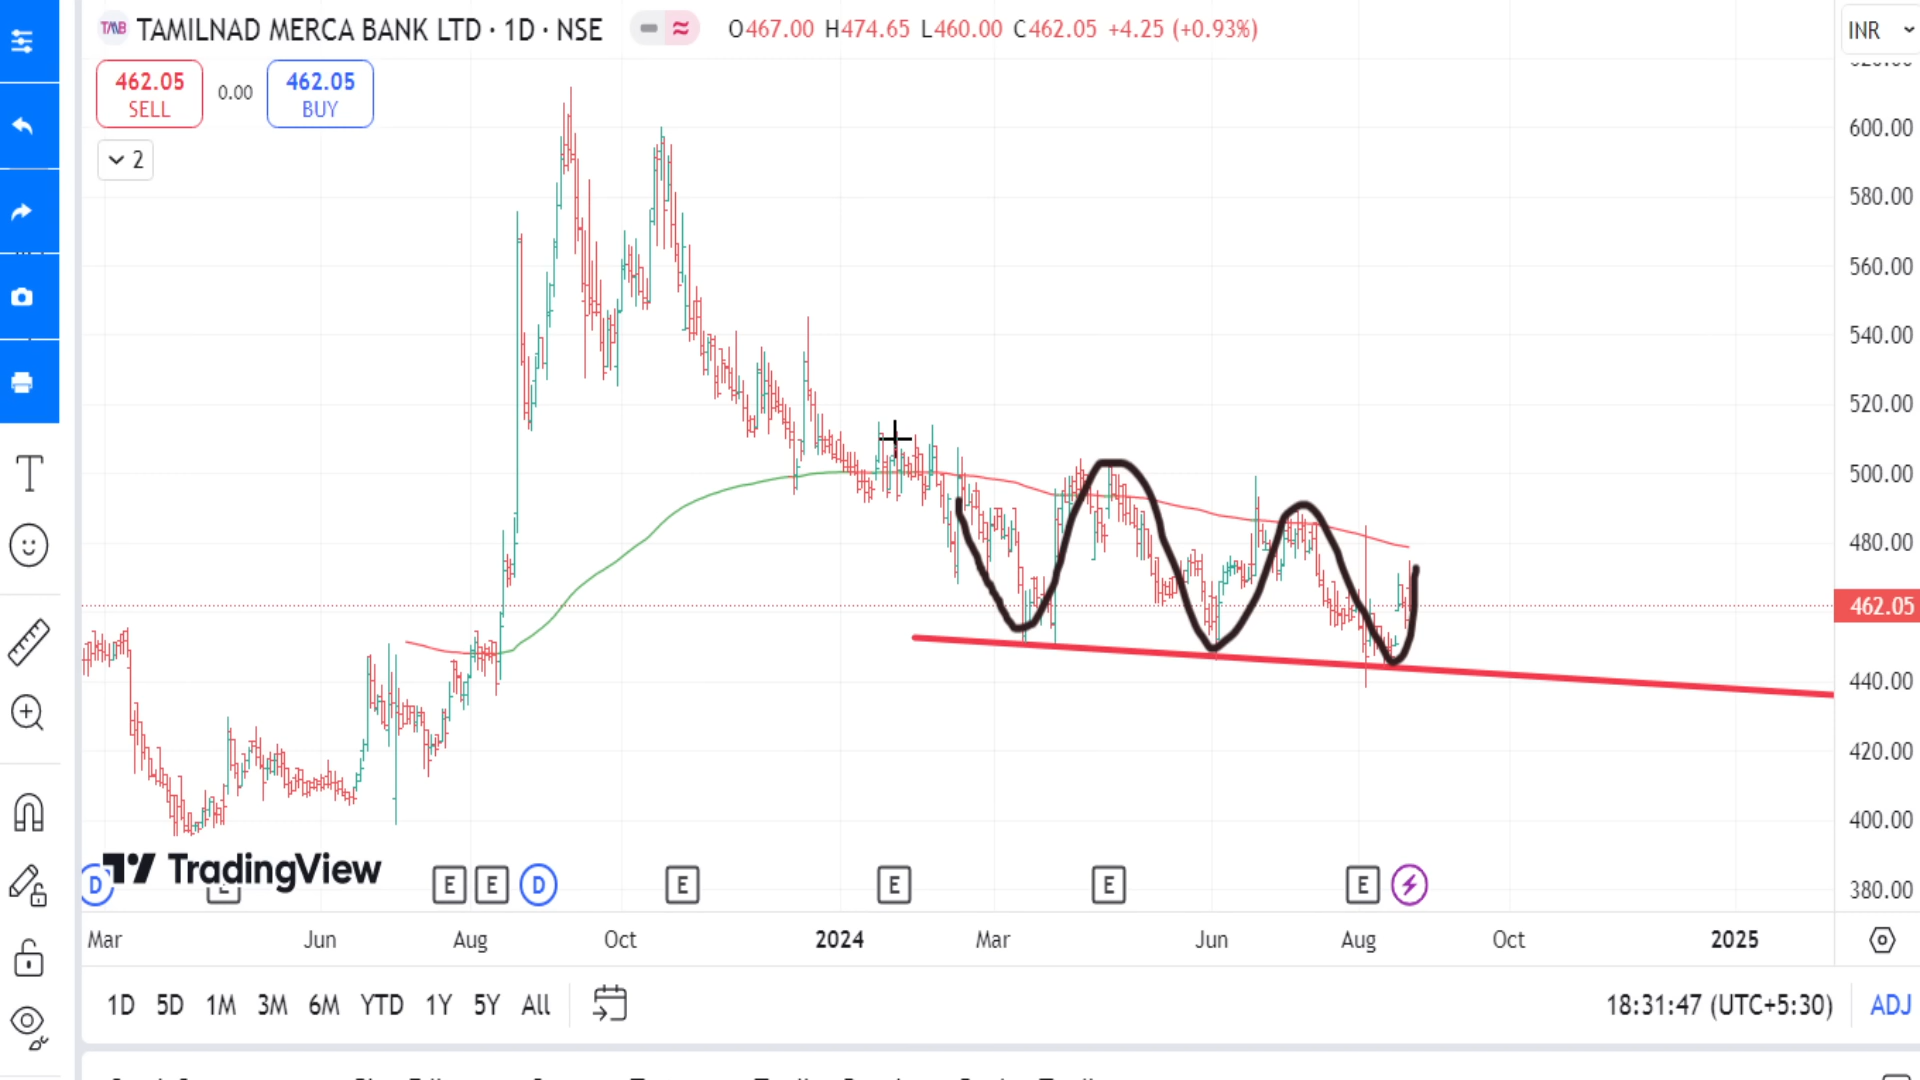 TMB TAMILNAD MERCA BANK LTD · 1D · NSE O467.00 H474.65 L460.00 C462.05 +4.25 (+0.93%) INR
462.05 SELL 0.00 462.05 BUY
2
600.00
580.00
560.00
540.00
520.00
500.00
480.00
462.05
440.00
420.00
400.00
380.00
TradingView
D E E D E E E E
Mar Jun Aug Oct 2024 Mar Jun Aug Oct 2025
1D 5D 1M 3M 6M YTD 1Y 5Y All 18:31:47 (UTC+5:30) ADJ